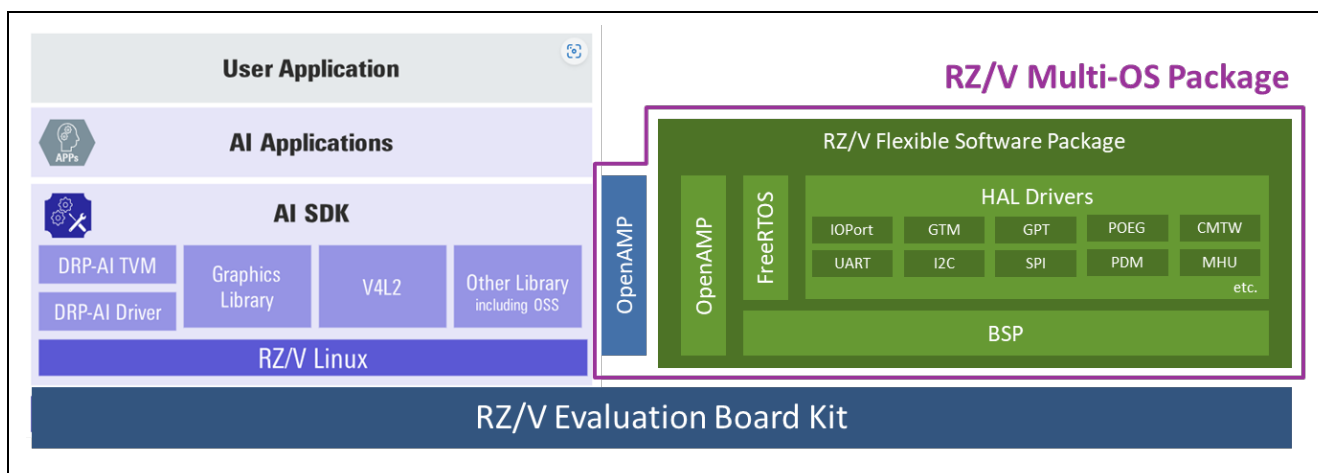 User Application
RZ/V Multi-OS Package
APPs
AI Applications
AI SDK
DRP-AI TVM
DRP-AI Driver
Graphics
Library
V4L2
Other Library
including OSS
RZ/V Linux
OpenAMP
RZ/V Flexible Software Package
OpenAMP
FreeRTOS
HAL Drivers
IOPort
GTM
GPT
POEG
CMTW
UART
I2C
SPI
PDM
MHU
etc.
BSP
RZ/V Evaluation Board Kit